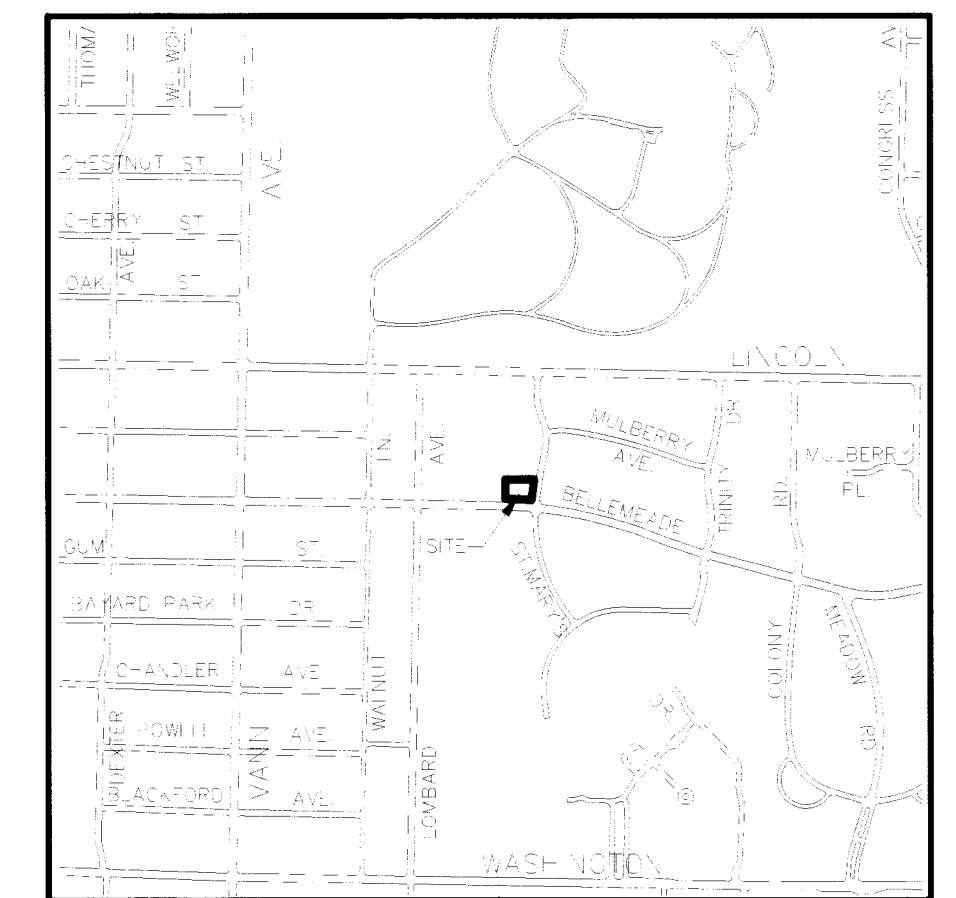 AVE.
CHESTNUT ST.
CHERRY ST.
OAK ST.
AVE.
LINCOLN
MULBERRY
AVE.
DR
TRINITY
RD.
MULBERRY
PL.
LN.
AVE.
BELLEMEADE
SITE
GUM ST.
ST. MARY'S
BAYARD PARK DR.
CHANDLER AVE.
POWELL AVE.
BLACKFORD AVE.
DEXTER
VANN
WALNUT
LOMBARD
COLONY
MEADOW
RD
DR.
WASHINGTON